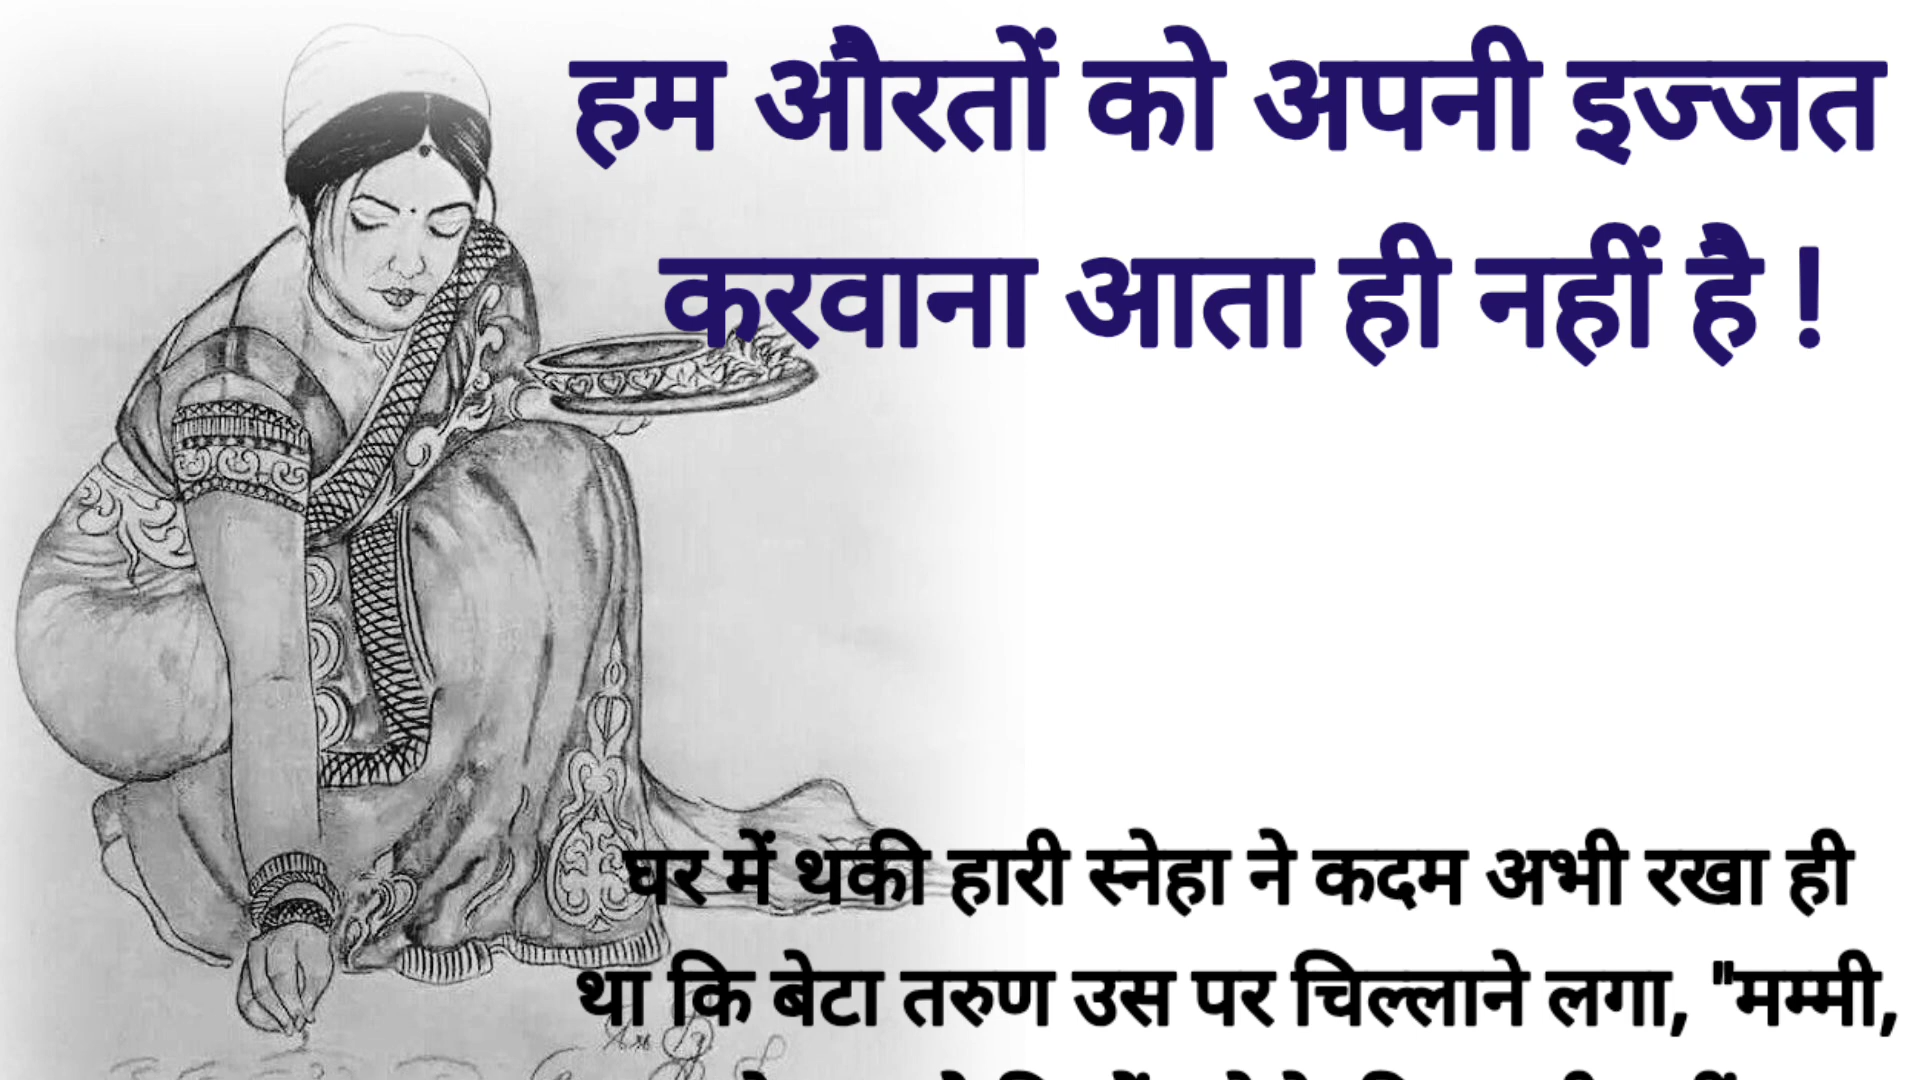 हम औरतों को अपनी इज्जत
करवाना आता ही नहीं है !
घर में थकी हारी स्नेहा ने कदम अभी रखा ही
था कि बेटा तरुण उस पर चिल्लाने लगा, "मम्मी,